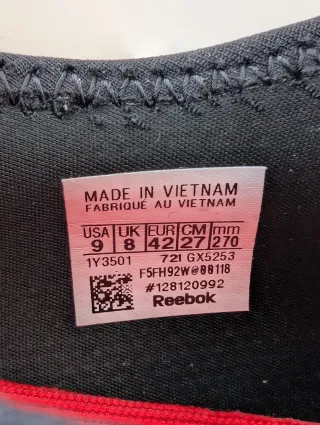 MADE IN VIETNAM
FABRIQUÉ AU VIETNAM
USA UK EUR CM mm
9 8 42 27 270
1Y3501 721 GX5253
F5FH92W@00118
#128120992
Reebok